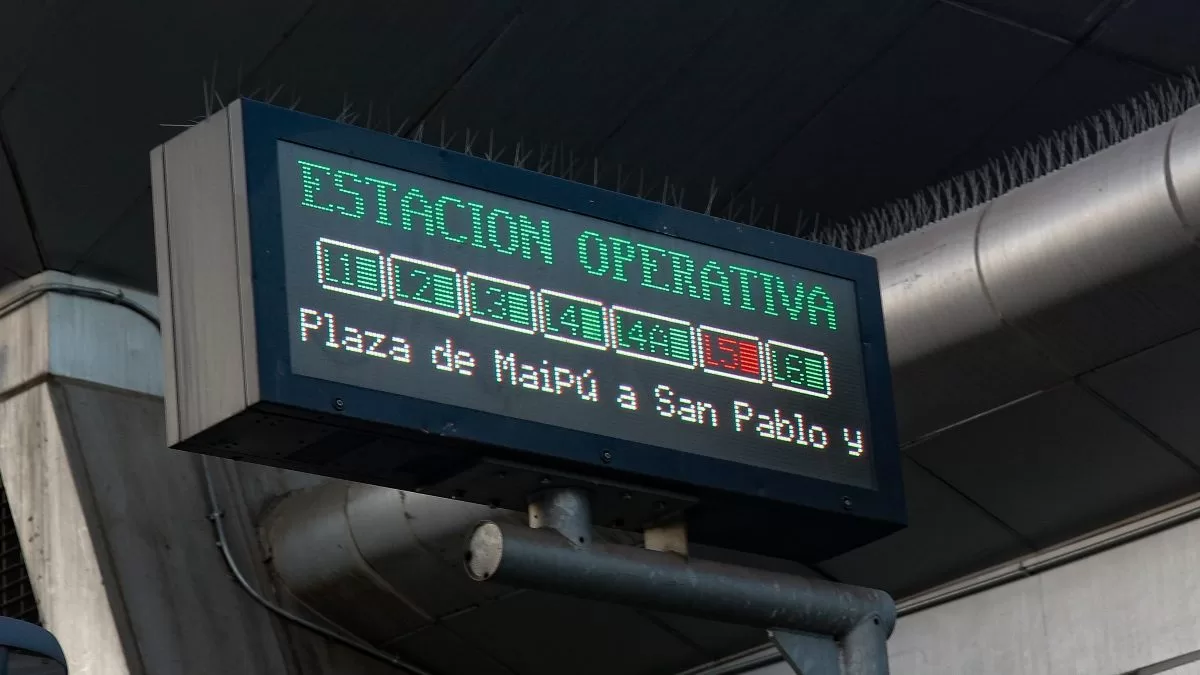 ESTACION OPERATIVA
L1 L2 L3 L4 L4A L5 L6
Plaza de Maipú a San Pablo y